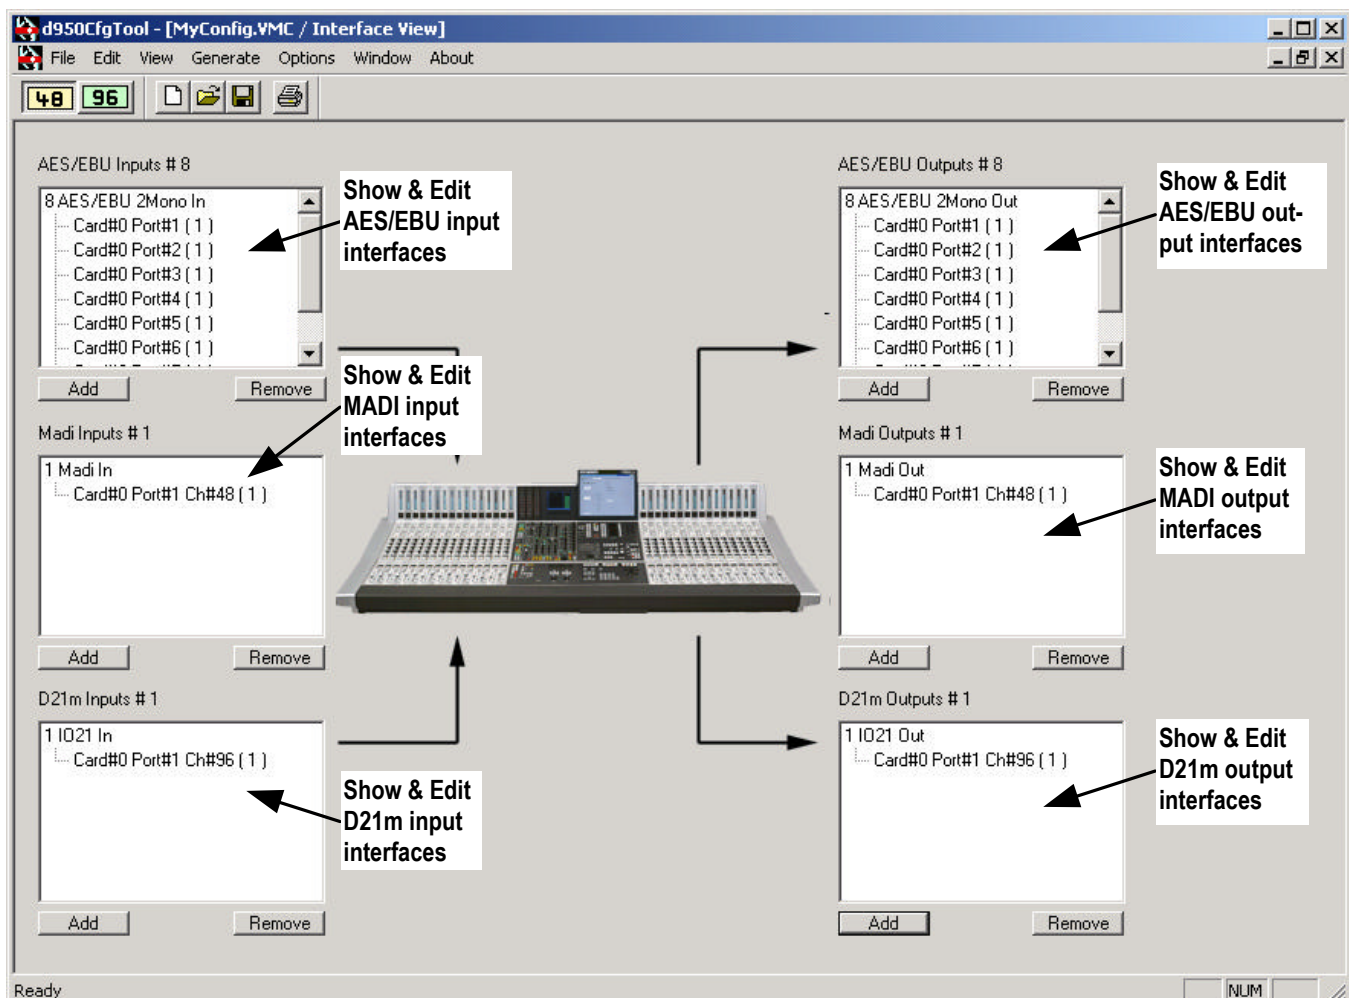 d950CfgTool - [MyConfig.VMC / Interface View]
File Edit View Generate Options Window About
48 96
AES/EBU Inputs # 8
8 AES/EBU 2Mono In
Card#0 Port#1 ( 1 )
Card#0 Port#2 ( 1 )
Card#0 Port#3 ( 1 )
Card#0 Port#4 ( 1 )
Card#0 Port#5 ( 1 )
Card#0 Port#6 ( 1 )
Add Remove
Show & Edit
AES/EBU input
interfaces
AES/EBU Outputs # 8
8 AES/EBU 2Mono Out
Card#0 Port#1 ( 1 )
Card#0 Port#2 ( 1 )
Card#0 Port#3 ( 1 )
Card#0 Port#4 ( 1 )
Card#0 Port#5 ( 1 )
Card#0 Port#6 ( 1 )
Add Remove
Show & Edit
AES/EBU out-
put interfaces
Madi Inputs # 1
1 Madi In
Card#0 Port#1 Ch#48 ( 1 )
Add Remove
Show & Edit
MADI input
interfaces
Madi Outputs # 1
1 Madi Out
Card#0 Port#1 Ch#48 ( 1 )
Add Remove
Show & Edit
MADI output
interfaces
D21m Inputs # 1
1 IO21 In
Card#0 Port#1 Ch#96 ( 1 )
Add Remove
Show & Edit
D21m input
interfaces
D21m Outputs # 1
1 IO21 Out
Card#0 Port#1 Ch#96 ( 1 )
Add Remove
Show & Edit
D21m output
interfaces
Ready NUM